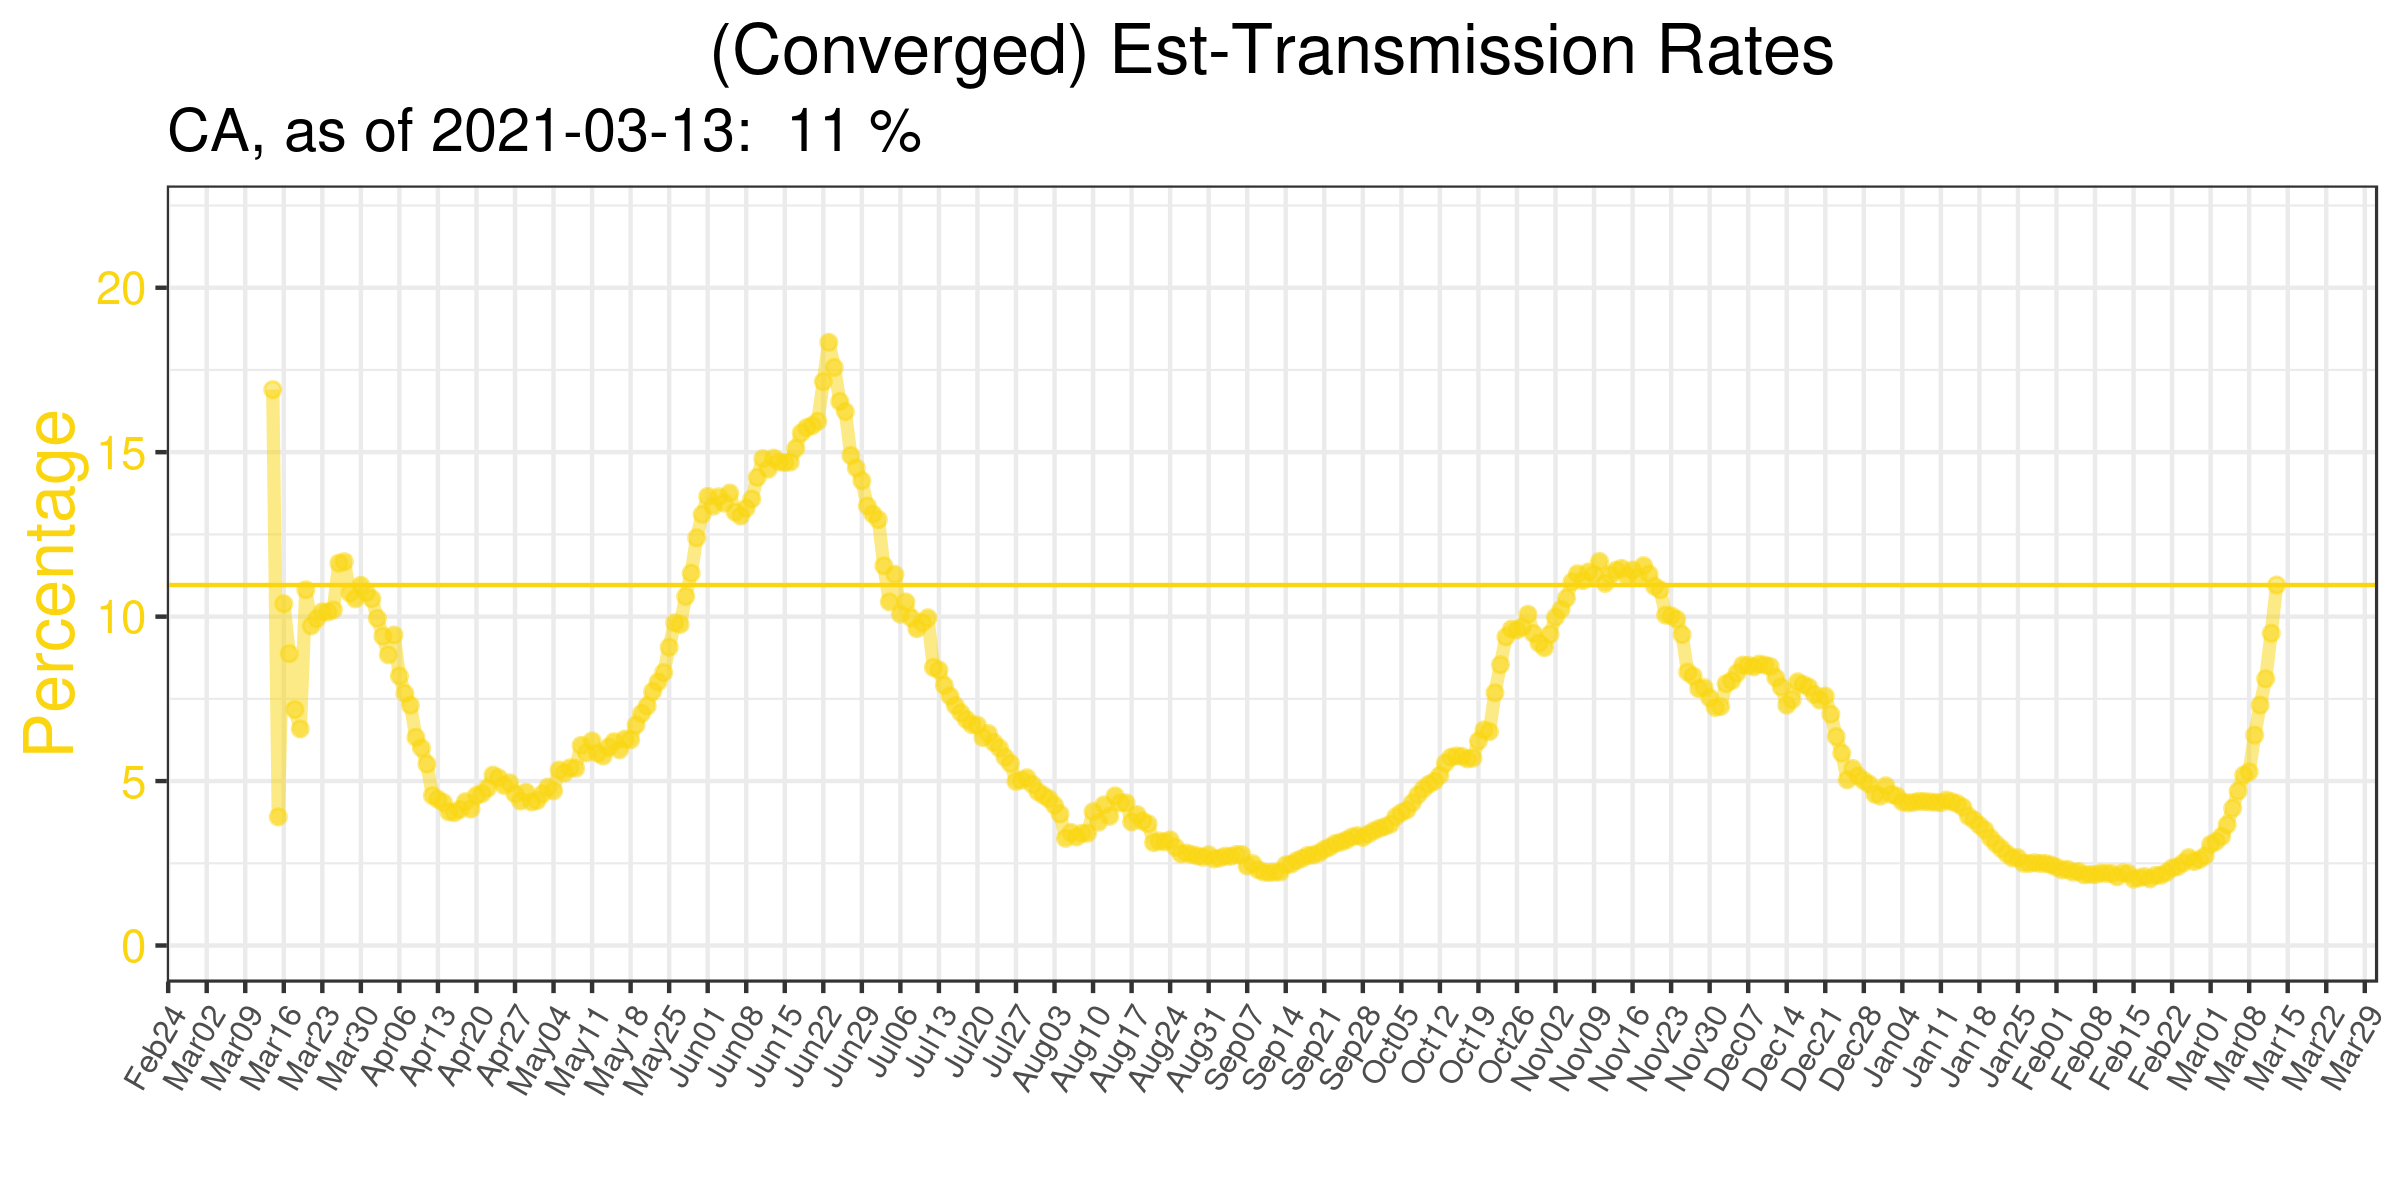 (Converged) Est-Transmission Rates
CA, as of 2021-03-13:  11 %
Percentage
20
15
10
5
0
Feb24
Mar02
Mar09
Mar16
Mar23
Mar30
Apr06
Apr13
Apr20
Apr27
May04
May11
May18
May25
Jun01
Jun08
Jun15
Jun22
Jun29
Jul06
Jul13
Jul20
Jul27
Aug03
Aug10
Aug17
Aug24
Aug31
Sep07
Sep14
Sep21
Sep28
Oct05
Oct12
Oct19
Oct26
Nov02
Nov09
Nov16
Nov23
Nov30
Dec07
Dec14
Dec21
Dec28
Jan04
Jan11
Jan18
Jan25
Feb01
Feb08
Feb15
Feb22
Mar01
Mar08
Mar15
Mar22
Mar29